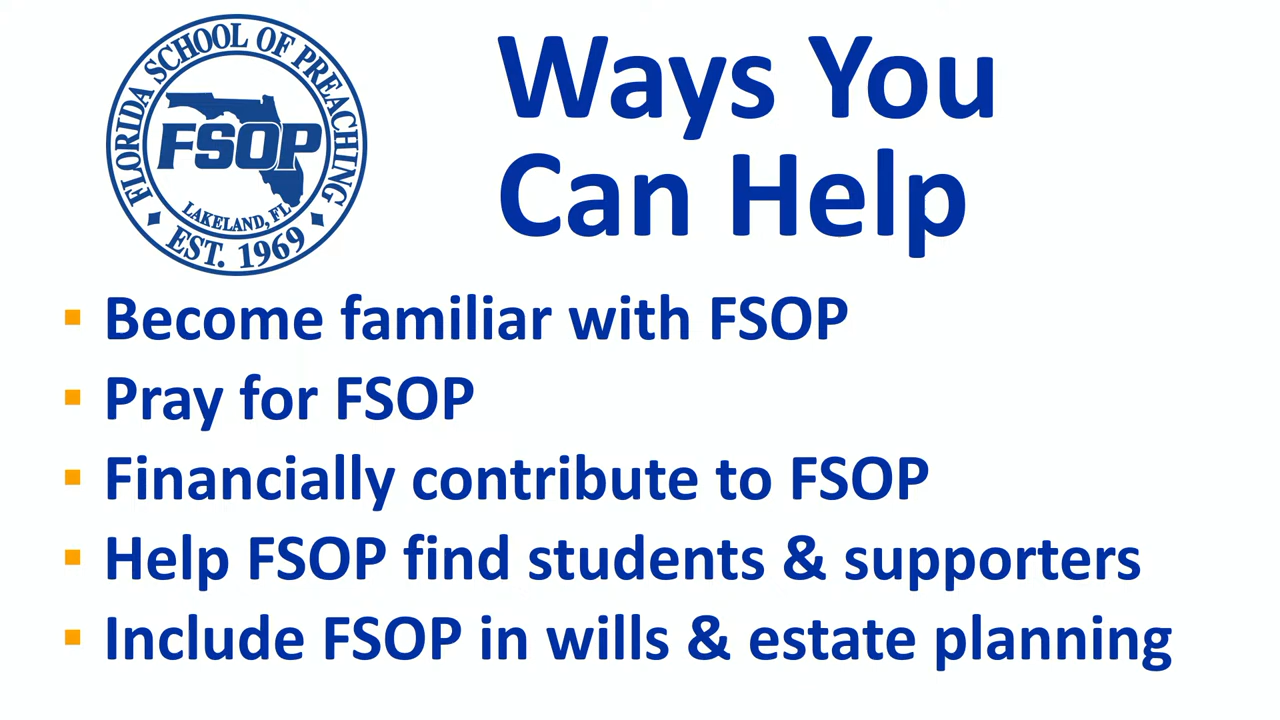 FLORIDA SCHOOL OF PREACHING
FSOP
LAKELAND, FL
EST. 1969
Ways You
Can Help
▪ Become familiar with FSOP
▪ Pray for FSOP
▪ Financially contribute to FSOP
▪ Help FSOP find students & supporters
▪ Include FSOP in wills & estate planning